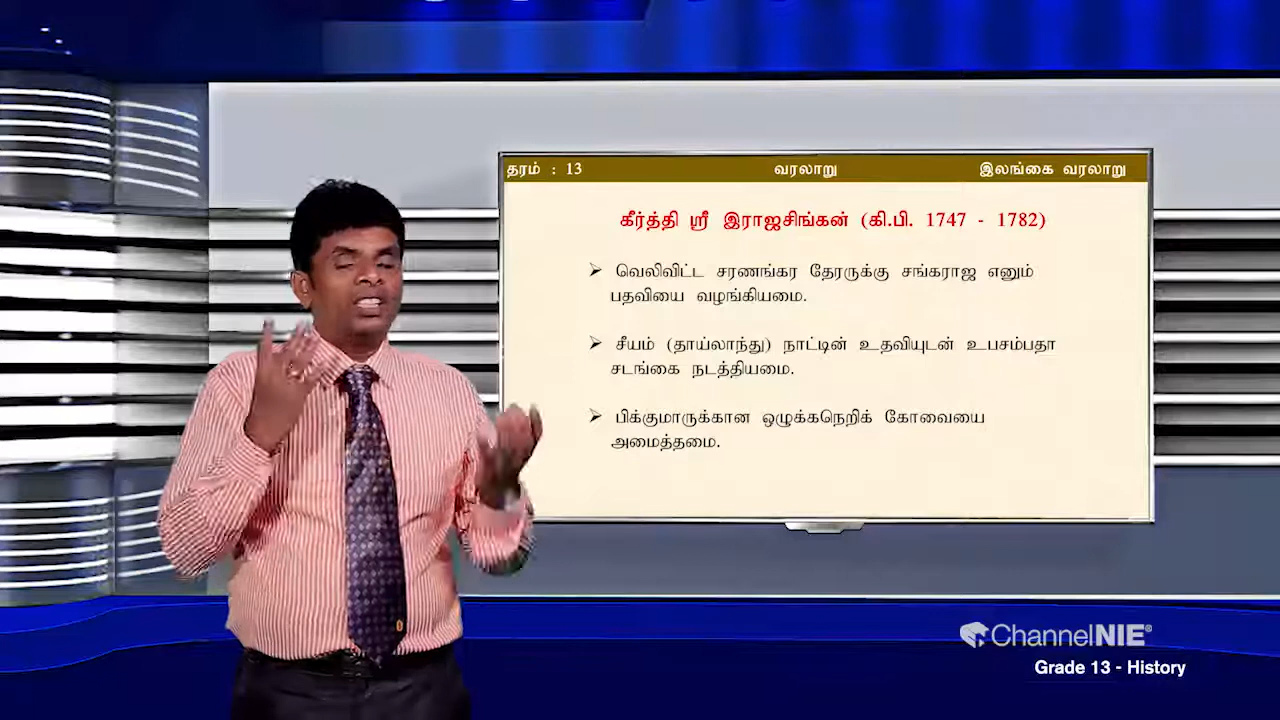 தரம் : 13 வரலாறு இலங்கை வரலாறு
கீர்த்தி ஸ்ரீ இராஜசிங்கன் (கி.பி. 1747 - 1782)
➢ வெலிவிட்ட சரணங்கர தேரருக்கு சங்கராஜ எனும்
பதவியை வழங்கியமை.
➢ சீயம் (தாய்லாந்து) நாட்டின் உதவியுடன் உபசம்பதா
சடங்கை நடத்தியமை.
➢ பிக்குமாருக்கான ஒழுக்கநெறிக் கோவையை
அமைத்தமை.
ChannelNIE®
Grade 13 - History